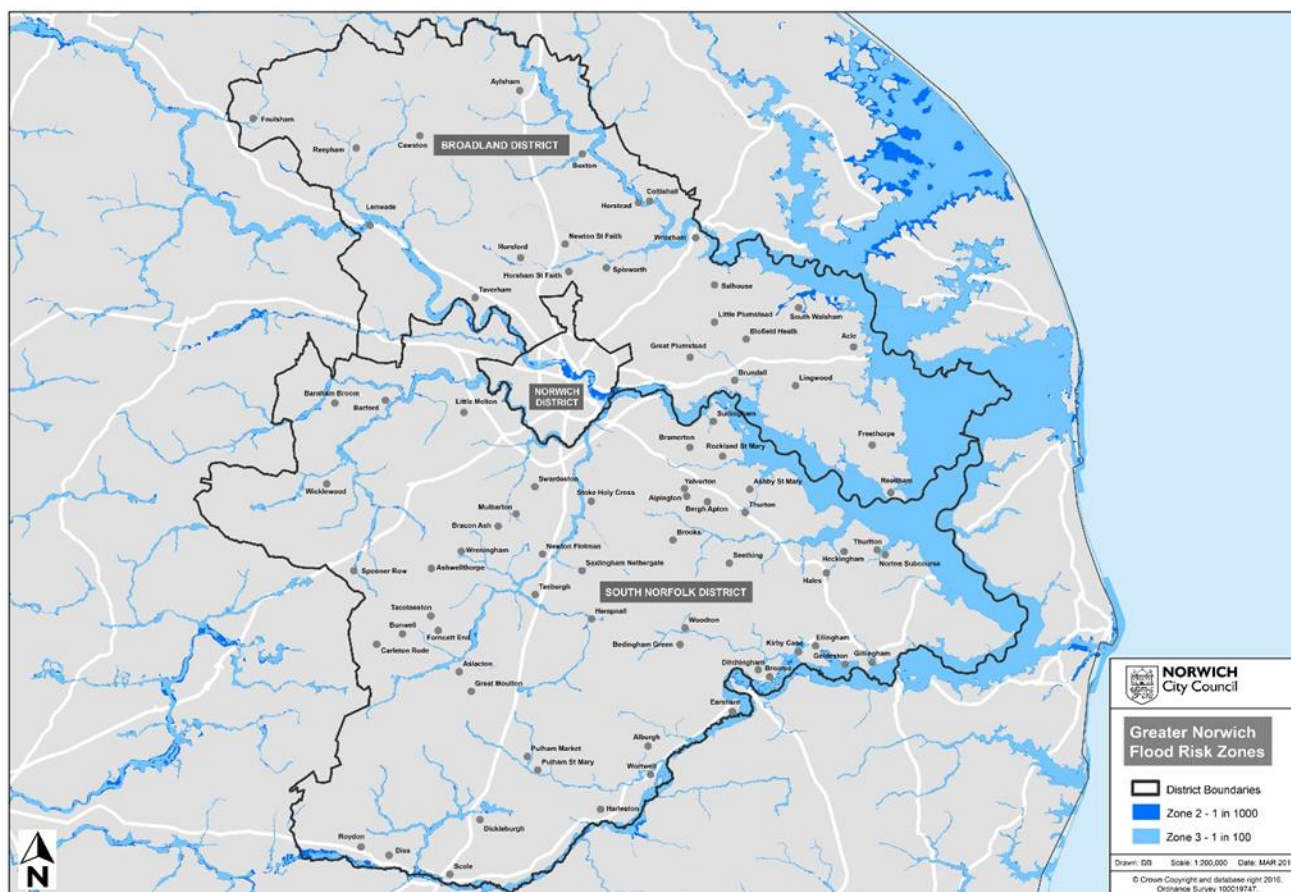 Aylsham
Foulsham
Cawston
Reepham
BROADLAND DISTRICT
Buxton
Coltishall
Horstead
Lenwade
Wroxham
Newton St Faith
Horsford
Horsham St Faith
Spixworth
Salhouse
Taverham
South Walsham
Little Plumstead
Blofield Heath
Acle
Great Plumstead
Brundall
Lingwood
NORWICH
DISTRICT
Barnham Broom
Barford
Little Melton
Surlingham
Bramerton
Freethorpe
Rockland St Mary
Reedham
Wicklewood
Swardeston
Yelverton
Ashby St Mary
Stoke Holy Cross
Alpington
Bergh Apton
Thurton
Mulbarton
Bracon Ash
Brooke
Wreningham
Newton Flotman
Thurlton
Seething
Heckingham
Norton Subcourse
Ashwellthorpe
Saxlingham Nethergate
Spooner Row
Hales
Tasburgh
SOUTH NORFOLK DISTRICT
Tacolneston
Hempnall
Bunwell
Forncett End
Woodton
Carleton Rode
Bedingham Green
Kirby Cane
Ellingham
Geldeston
Gillingham
Aslacton
Ditchingham
Broome
Great Moulton
Earsham
Alburgh
Pulham Market
Pulham St Mary
Wortwell
Harleston
Dickleburgh
Roydon
Diss
Scole
N
NORWICH
City Council
Greater Norwich
Flood Risk Zones
District Boundaries
Zone 2 - 1 in 1000
Zone 3 - 1 in 100
Drawn: DB Scale: 1:200,000 Date: MAR 201
© Crown Copyright and database right 2016.
Ordnance Survey 100019747.